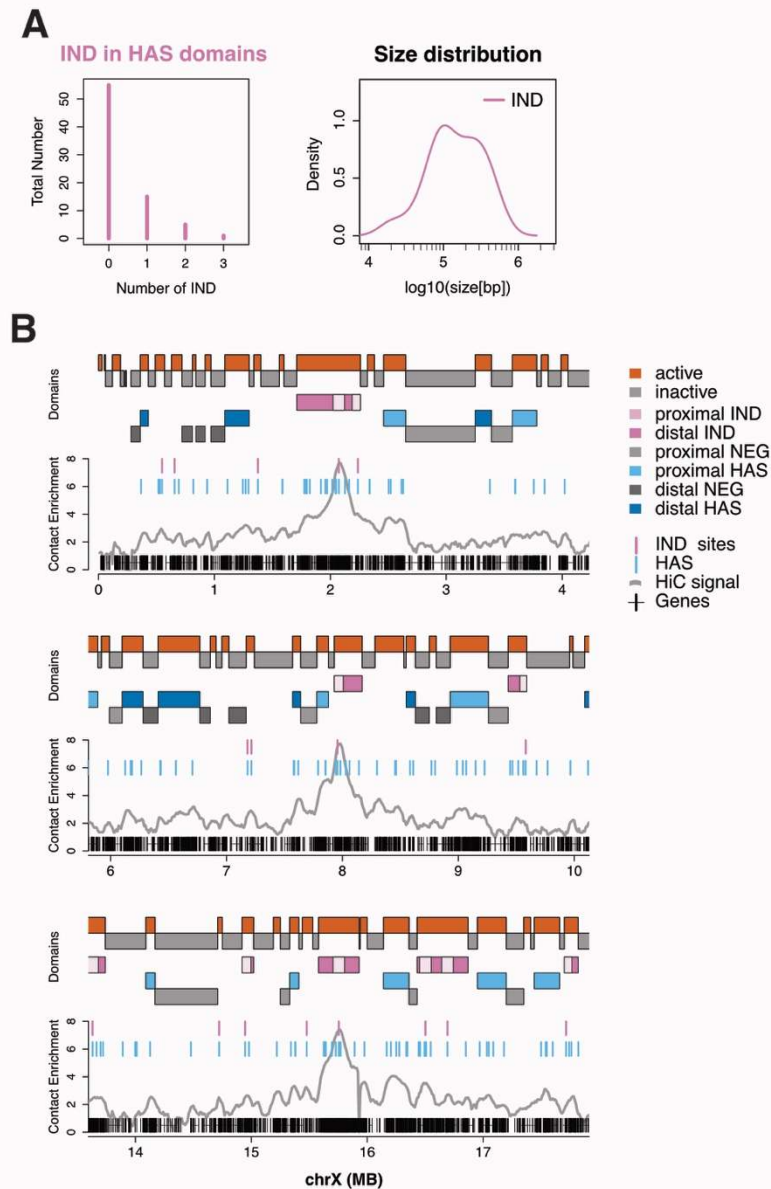 A
IND in HAS domains
Size distribution
Total Number
50
40
30
20
10
0
0 1 2 3
Number of IND
Density
1.0
0.5
0.0
IND
4 5 6
log10(size[bp])
B
Domains
Contact Enrichment
8
6
4
2
0
0 1 2 3 4
active
inactive
proximal IND
distal IND
proximal NEG
proximal HAS
distal NEG
distal HAS
IND sites
HAS
HiC signal
Genes
Domains
Contact Enrichment
8
6
4
2
0
6 7 8 9 10
Domains
Contact Enrichment
8
6
4
2
0
14 15 16 17
chrX (MB)